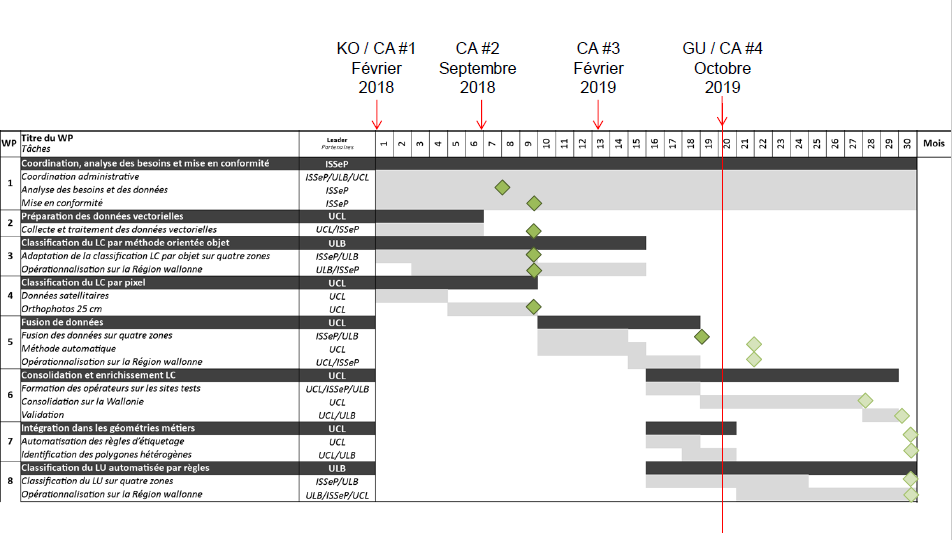 KO / CA #1
Février
2018
CA #2
Septembre
2018
CA #3
Février
2019
GU / CA #4
Octobre
2019
WP
Titre du WP
Tâches
Leader
Partenaires
1 2 3 4 5 6 7 8 9 10 11 12 13 14 15 16 17 18 19 20 21 22 23 24 25 26 27 28 29 30
Mois
1
Coordination, analyse des besoins et mise en conformité ISSeP
Coordination administrative ISSeP/ULB/UCL
Analyse des besoins et des données ISSeP
Mise en conformité ISSeP
2
Préparation des données vectorielles UCL
Collecte et traitement des données vectorielles UCL/ISSeP
3
Classification du LC par méthode orientée objet ULB
Adaptation de la classification LC par objet sur quatre zones ISSeP/ULB
Opérationnalisation sur la Région wallonne ULB/ISSeP
4
Classification du LC par pixel UCL
Données satellitaires UCL
Orthophotos 25 cm UCL
5
Fusion de données UCL
Fusion des données sur quatre zones ISSeP/ULB
Méthode automatique UCL
Opérationnalisation sur la Région wallonne UCL/ISSeP
6
Consolidation et enrichissement LC UCL
Formation des opérateurs sur les sites tests UCL/ISSeP/ULB
Consolidation sur la Wallonie UCL
Validation UCL/ULB
7
Intégration dans les géométries métiers UCL
Automatisation des règles d'étiquetage UCL
Identification des polygones hétérogènes UCL/ULB
8
Classification du LU automatisée par règles ULB
Classification du LU sur quatre zones ISSeP/ULB
Opérationnalisation sur la Région wallonne ULB/ISSeP/UCL